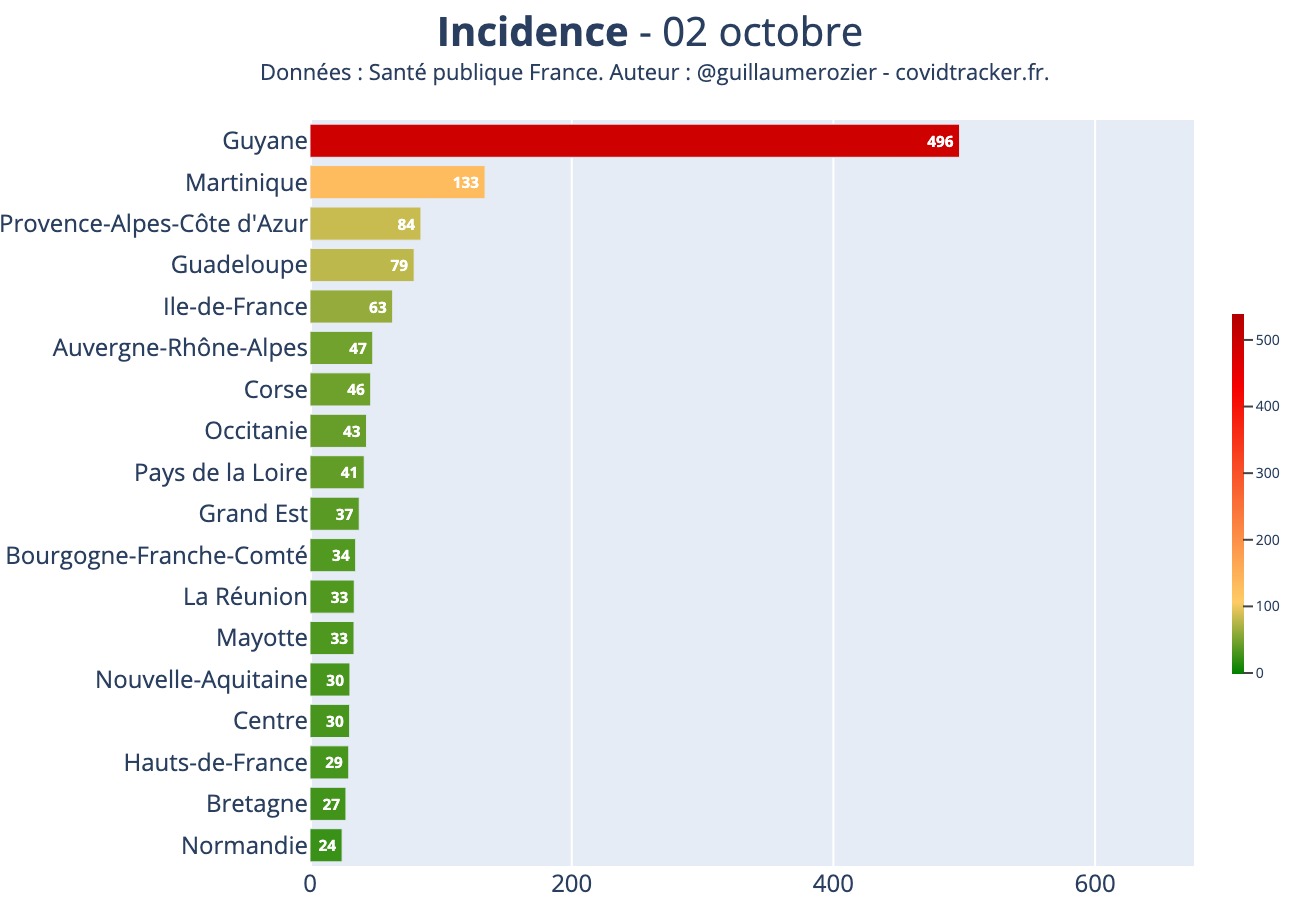 Incidence - 02 octobre
Données : Santé publique France. Auteur : @guillaumerozier - covidtracker.fr.
Guyane 496
Martinique 133
Provence-Alpes-Côte d'Azur 84
Guadeloupe 79
Ile-de-France 63
Auvergne-Rhône-Alpes 47
Corse 46
Occitanie 43
Pays de la Loire 41
Grand Est 37
Bourgogne-Franche-Comté 34
La Réunion 33
Mayotte 33
Nouvelle-Aquitaine 30
Centre 30
Hauts-de-France 29
Bretagne 27
Normandie 24
0 200 400 600
500
400
300
200
100
0